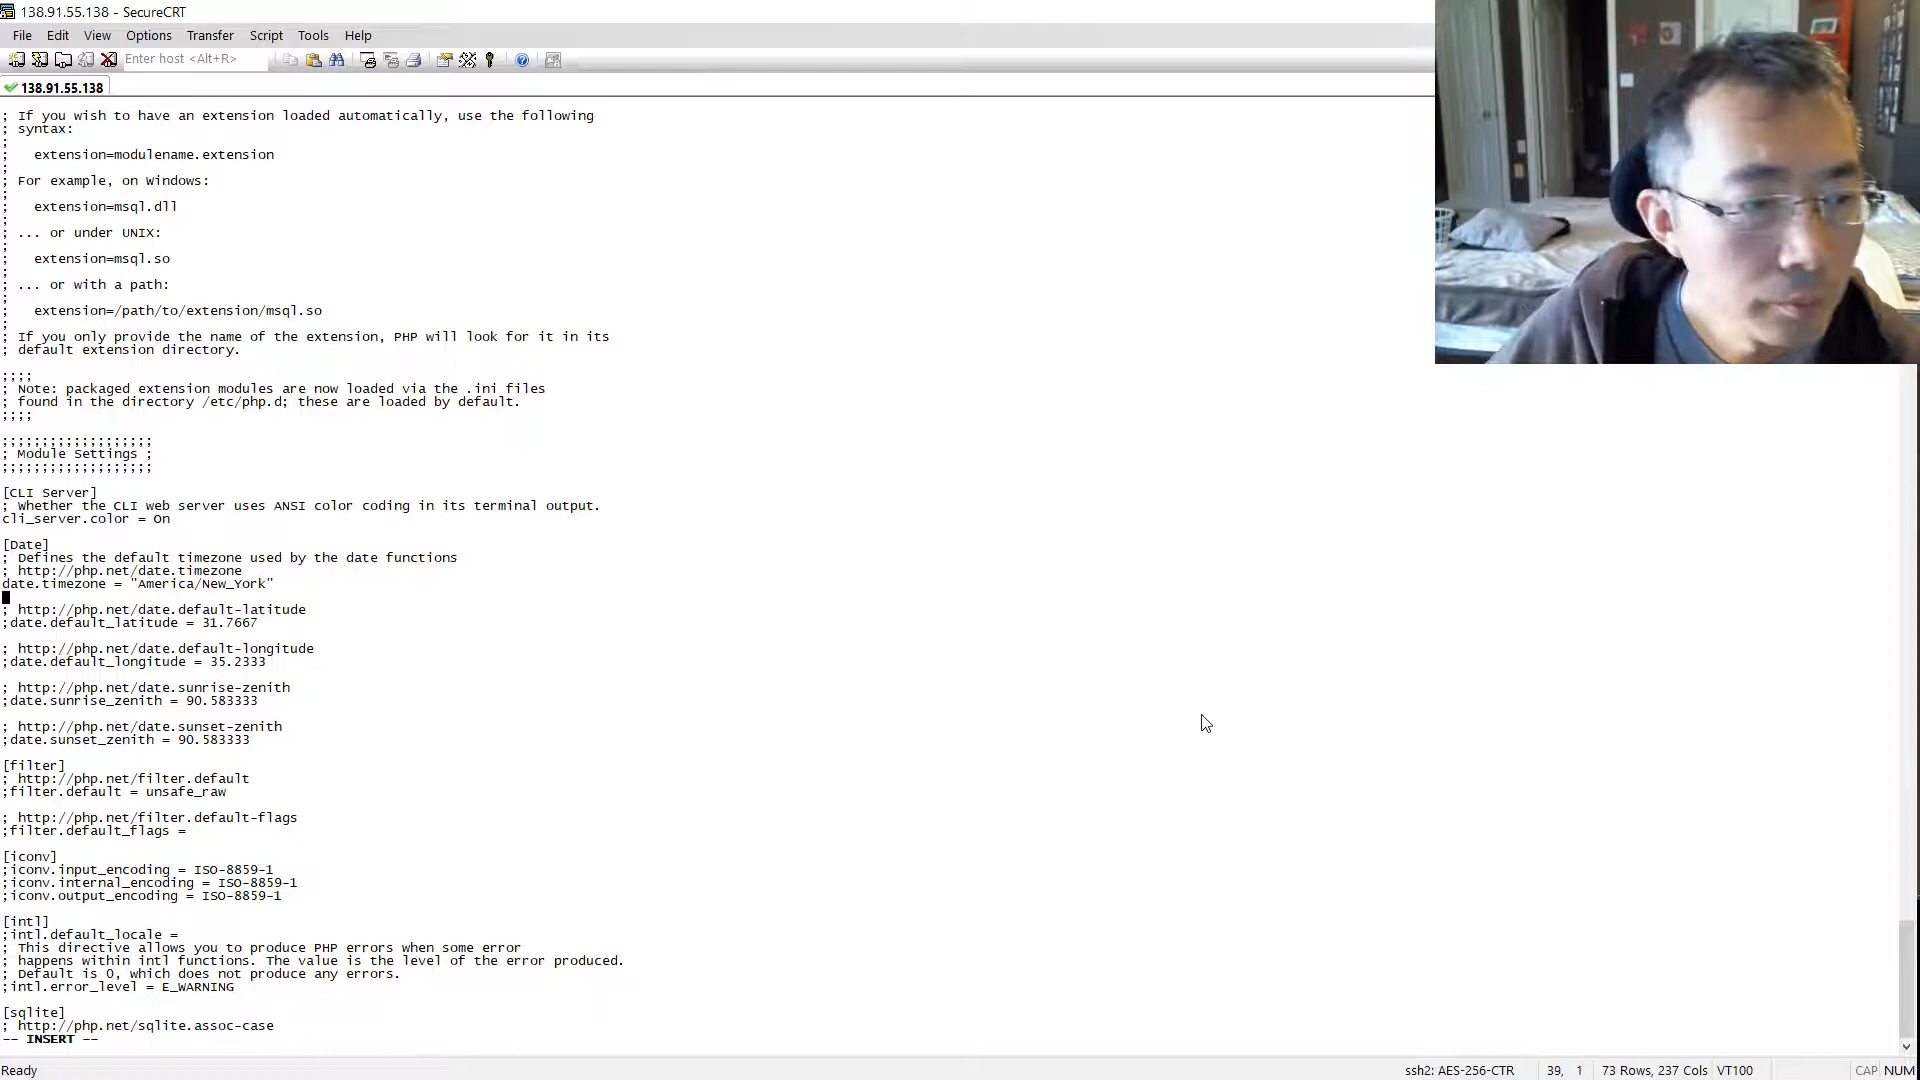 138.91.55.138 - SecureCRT
File Edit View Options Transfer Script Tools Help
Enter host <Alt+R>
138.91.55.138
; If you wish to have an extension loaded automatically, use the following
; syntax:
;
;   extension=modulename.extension
;
; For example, on Windows:
;
;   extension=msql.dll
;
; ... or under UNIX:
;
;   extension=msql.so
;
; ... or with a path:
;
;   extension=/path/to/extension/msql.so
;
; If you only provide the name of the extension, PHP will look for it in its
; default extension directory.
;;;;
; Note: packaged extension modules are now loaded via the .ini files
; found in the directory /etc/php.d; these are loaded by default.
;;;;
;;;;;;;;;;;;;;;;;;;
; Module Settings ;
;;;;;;;;;;;;;;;;;;;
[CLI Server]
; Whether the CLI web server uses ANSI color coding in its terminal output.
cli_server.color = On
[Date]
; Defines the default timezone used by the date functions
; http://php.net/date.timezone
date.timezone = "America/New_York"
; http://php.net/date.default-latitude
;date.default_latitude = 31.7667
; http://php.net/date.default-longitude
;date.default_longitude = 35.2333
; http://php.net/date.sunrise-zenith
;date.sunrise_zenith = 90.583333
; http://php.net/date.sunset-zenith
;date.sunset_zenith = 90.583333
[filter]
; http://php.net/filter.default
;filter.default = unsafe_raw
; http://php.net/filter.default-flags
;filter.default_flags =
[iconv]
;iconv.input_encoding = ISO-8859-1
;iconv.internal_encoding = ISO-8859-1
;iconv.output_encoding = ISO-8859-1
[intl]
;intl.default_locale =
; This directive allows you to produce PHP errors when some error
; happens within intl functions. The value is the level of the error produced.
; Default is 0, which does not produce any errors.
;intl.error_level = E_WARNING
[sqlite]
; http://php.net/sqlite.assoc-case
-- INSERT --
Ready ssh2: AES-256-CTR 39, 1 73 Rows, 237 Cols VT100 CAP NUM